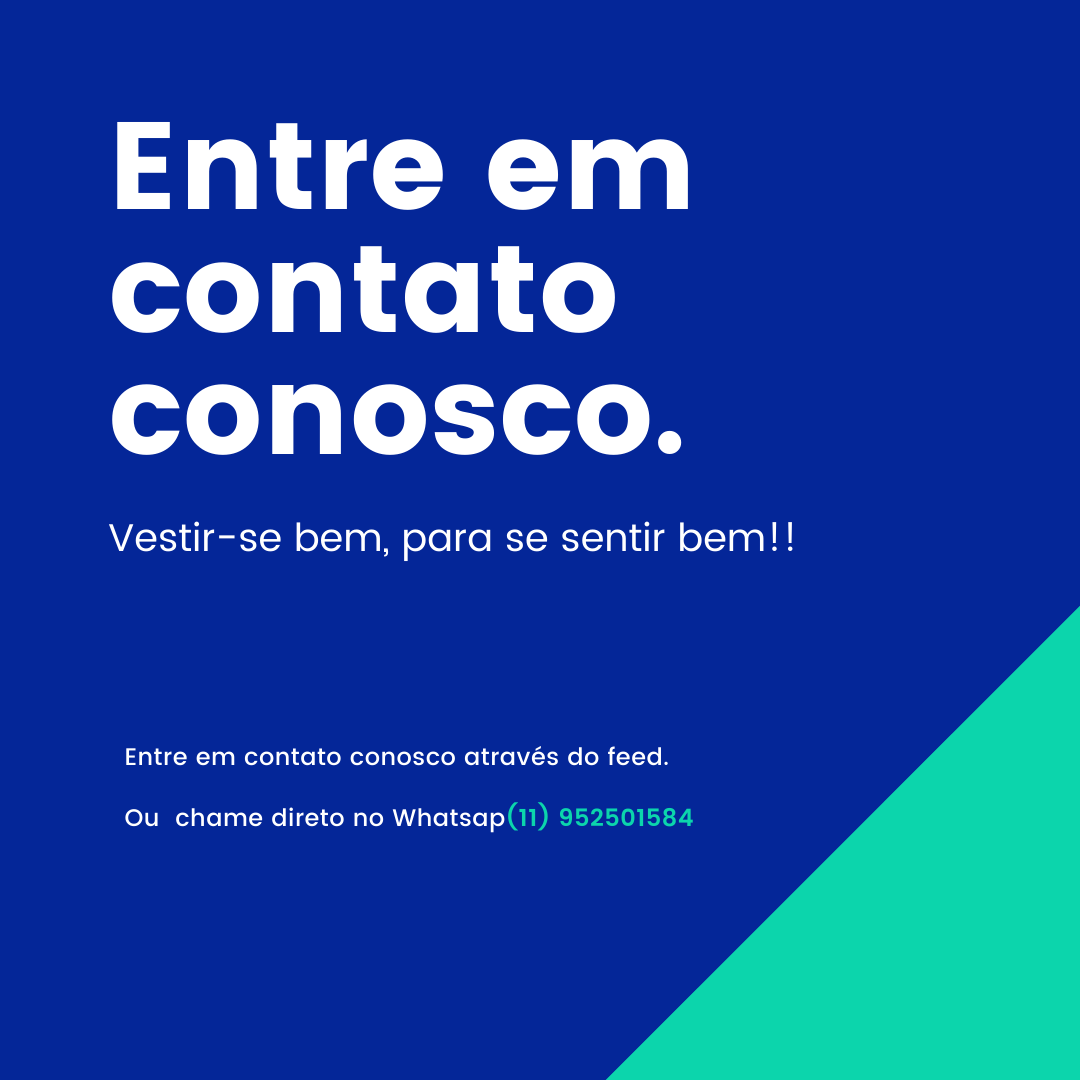 Entre em
contato
conosco.
Vestir-se bem, para se sentir bem!!
Entre em contato conosco através do feed.
Ou  chame direto no Whatsap(11) 952501584